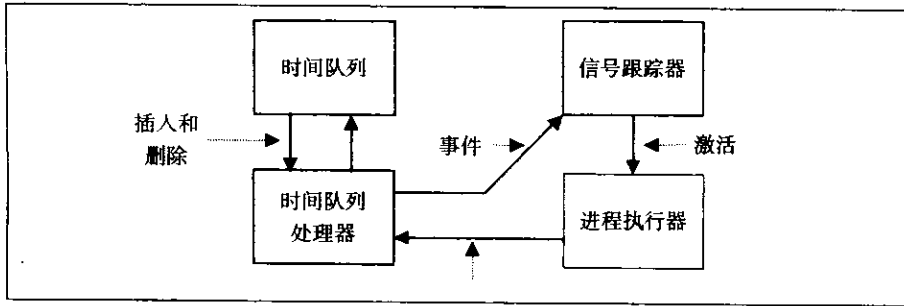 时间队列
信号跟踪器
插入和
删除
事件
激活
时间队列
处理器
进程执行器